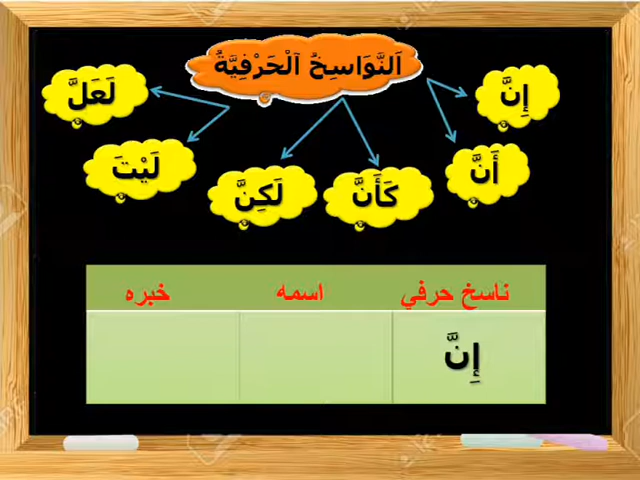 اَلنَّوَاسِخُ اَلْحَرْفِيَّةُ
إِنَّ
أَنَّ
كَأَنَّ
لَكِنَّ
لَيْتَ
لَعَلَّ
ناسخ حرفي اسمه خبره
إِنَّ